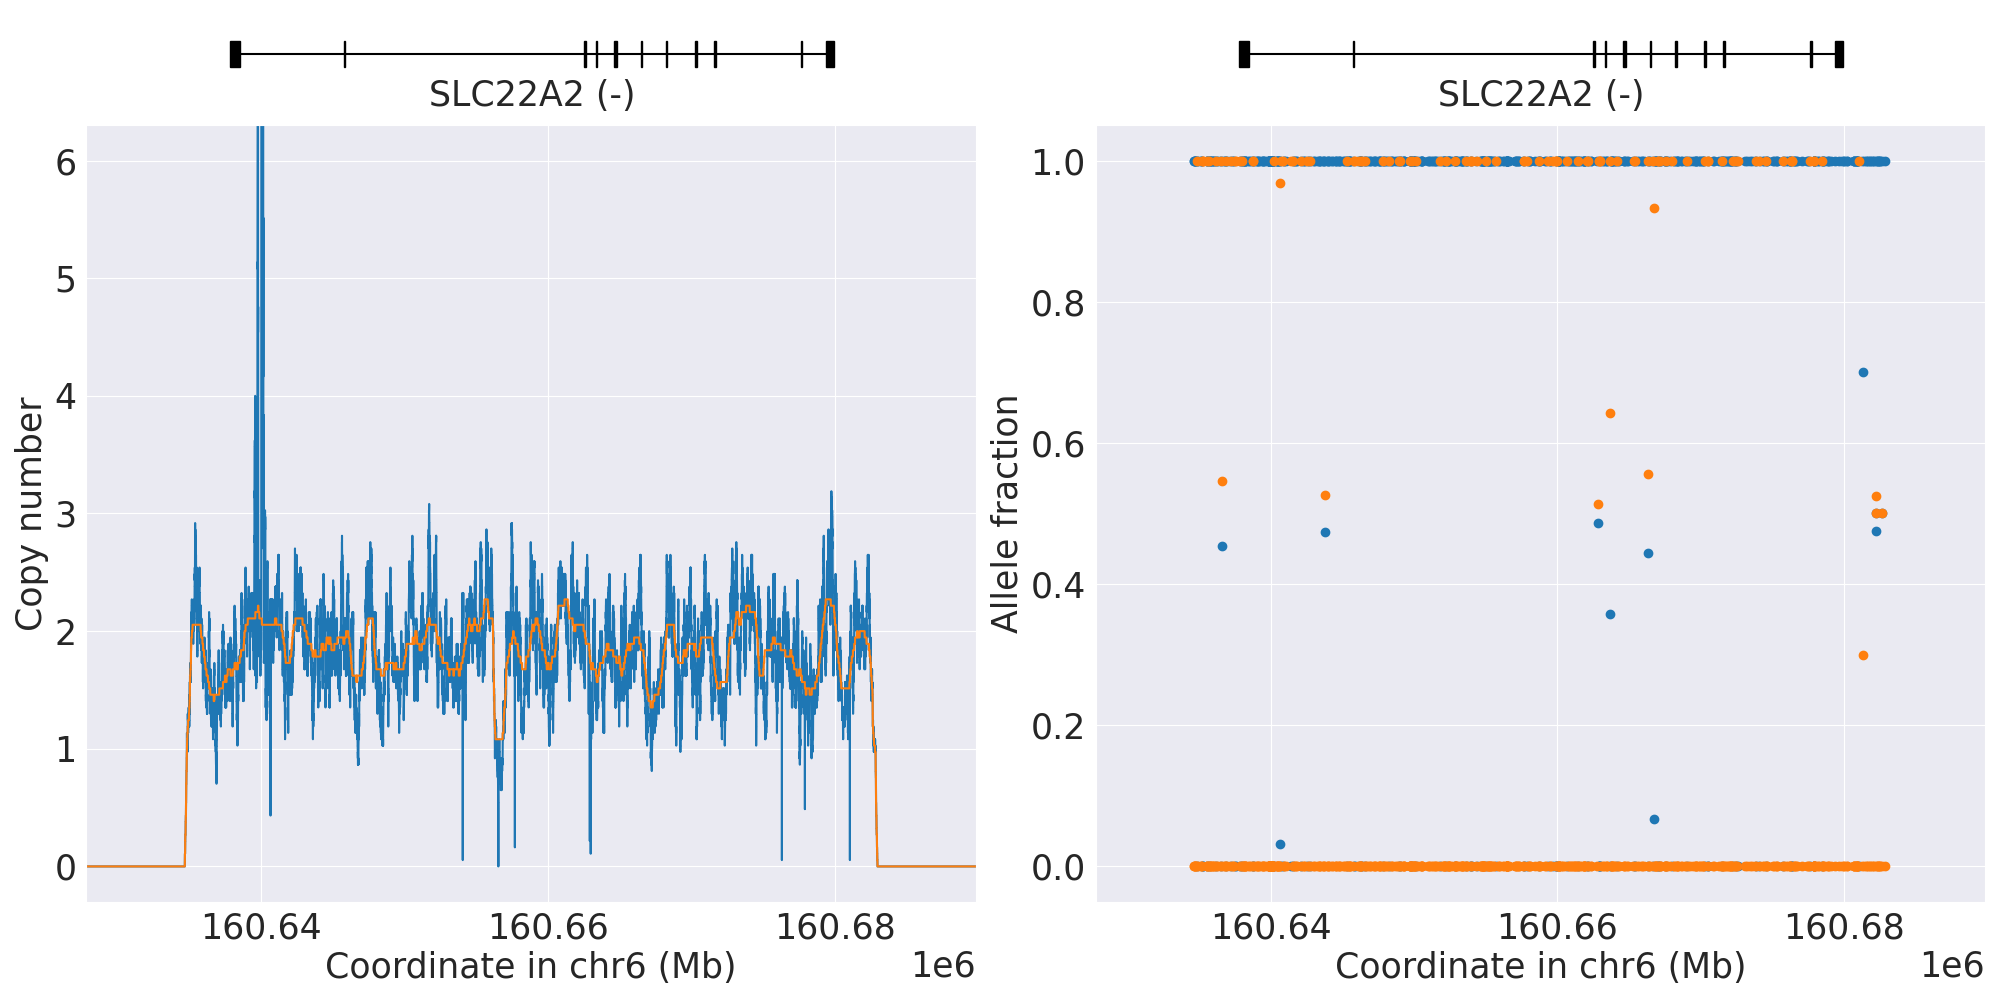 SLC22A2 (-)
6
5
4
3
2
1
0
Copy number
160.64 160.66 160.68
Coordinate in chr6 (Mb) 1e6
SLC22A2 (-)
1.0
0.8
0.6
0.4
0.2
0.0
Allele fraction
160.64 160.66 160.68
Coordinate in chr6 (Mb) 1e6